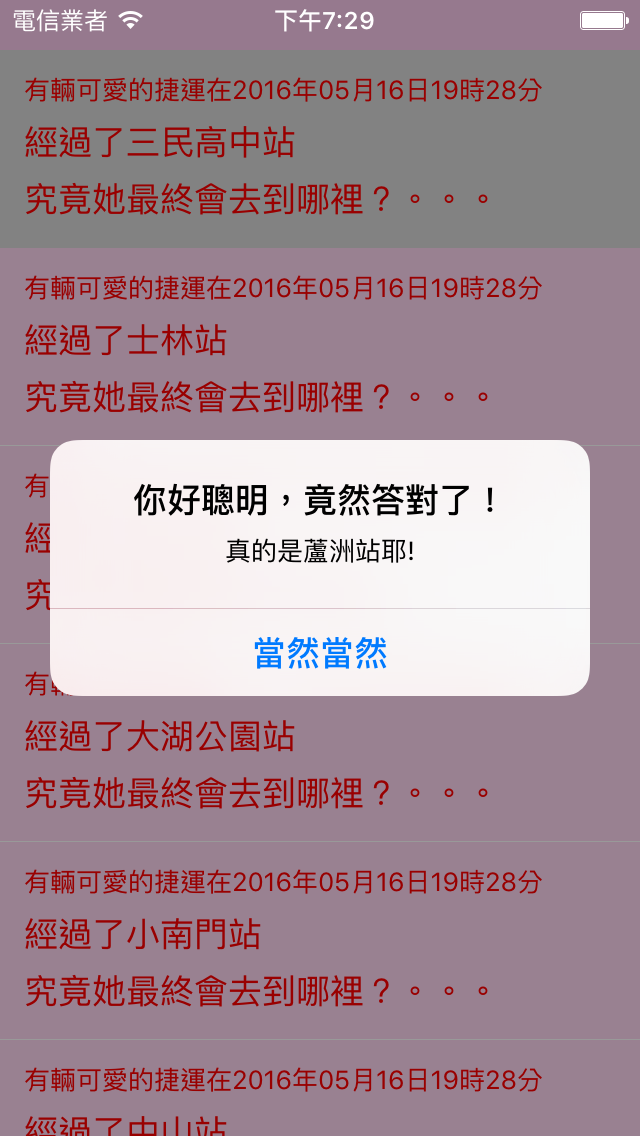 電信業者 下午7:29
有輛可愛的捷運在2016年05月16日19時28分
經過了三民高中站
究竟她最終會去到哪裡？。。。
有輛可愛的捷運在2016年05月16日19時28分
經過了士林站
究竟她最終會去到哪裡？。。。
有
經
究
你好聰明，竟然答對了！
真的是蘆洲站耶!
當然當然
有輛
經過了大湖公園站
究竟她最終會去到哪裡？。。。
有輛可愛的捷運在2016年05月16日19時28分
經過了小南門站
究竟她最終會去到哪裡？。。。
有輛可愛的捷運在2016年05月16日19時28分
經過了中山站